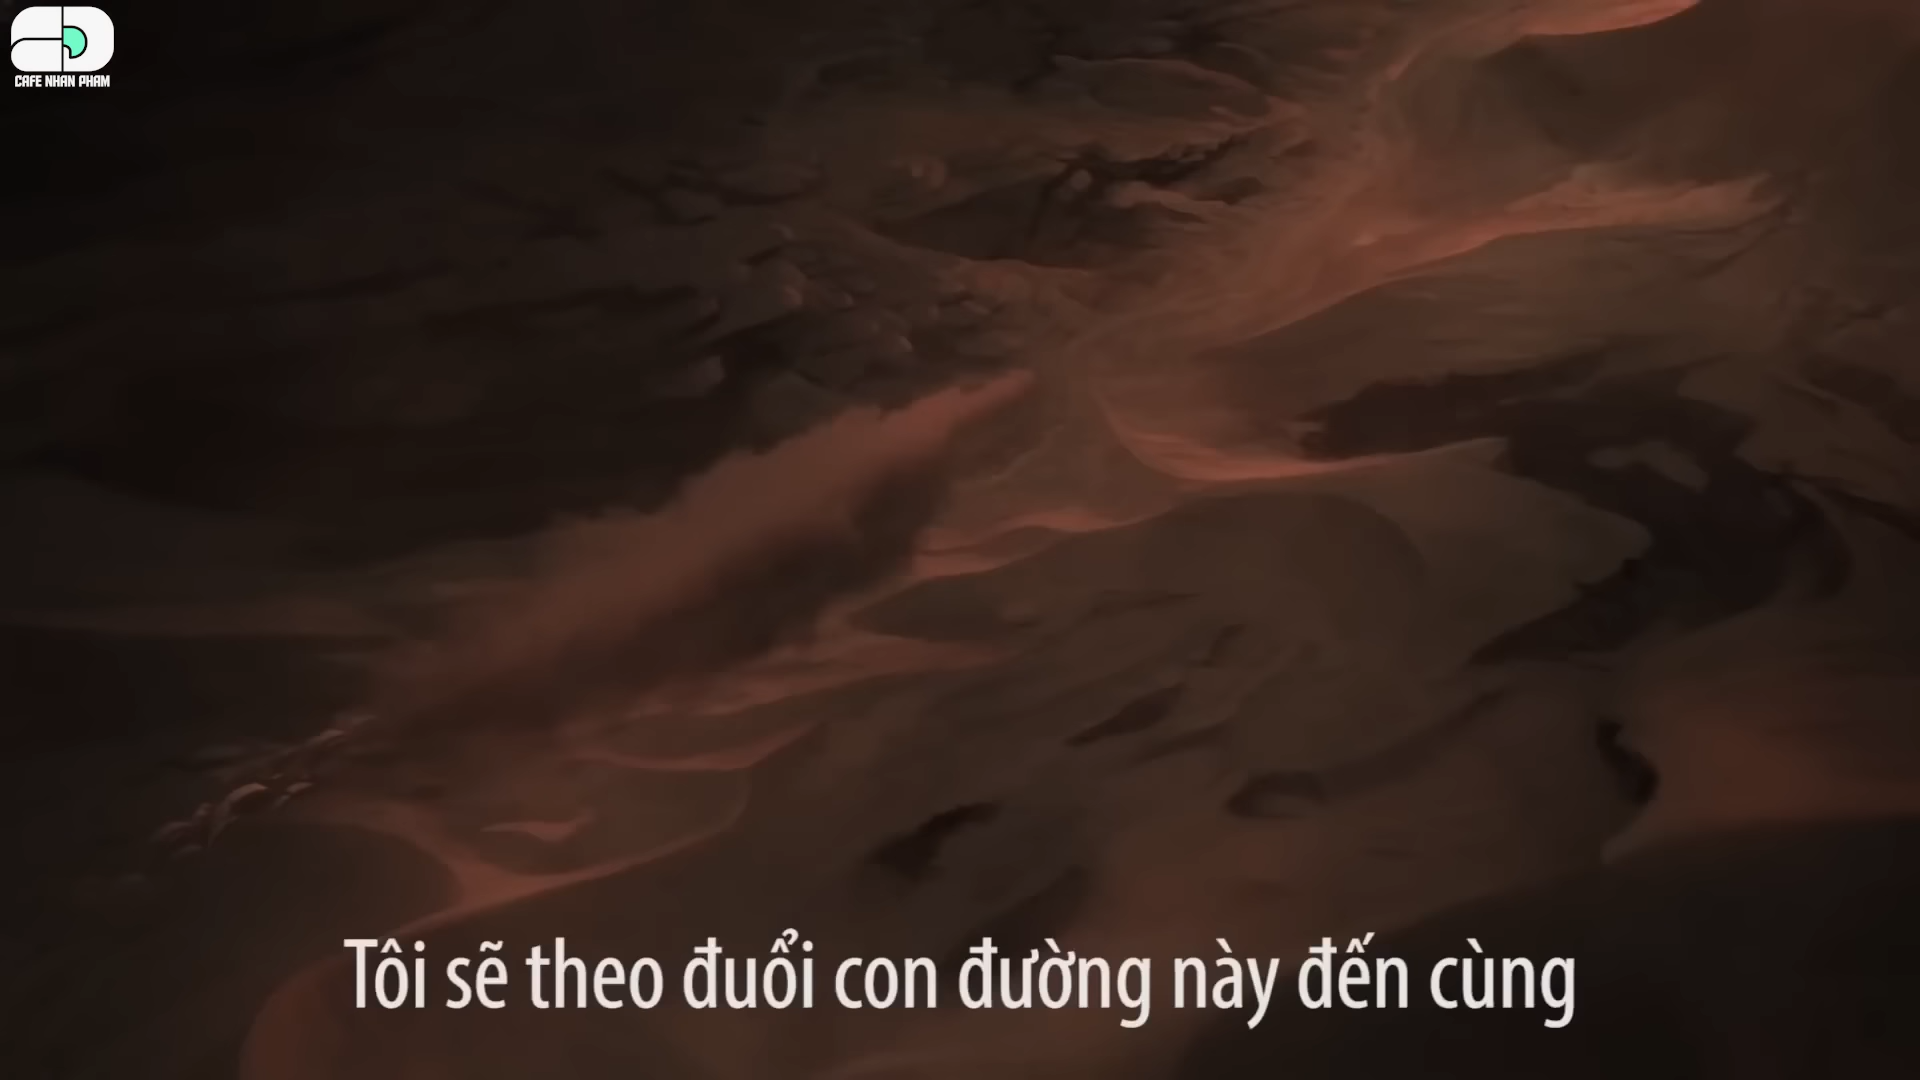 CAFE NHAN PHAM
Tôi sẽ theo đuổi con đường này đến cùng